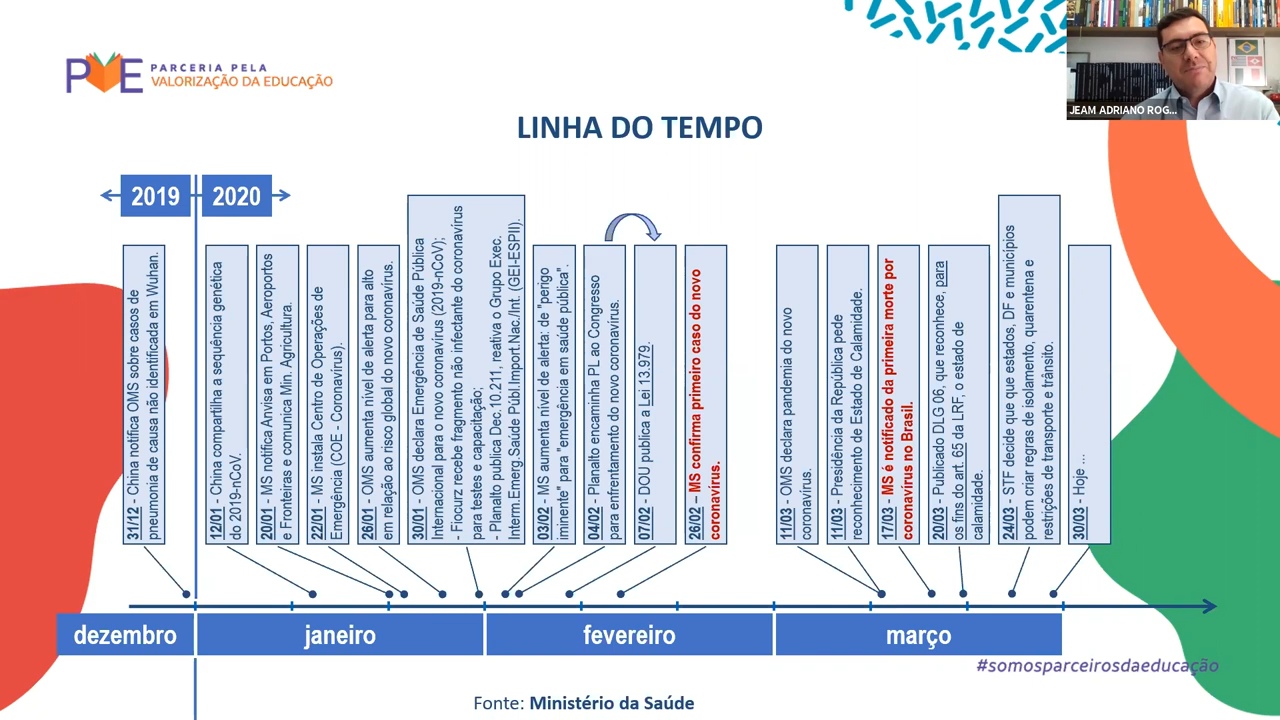 PVE PARCERIA PELA
VALORIZAÇÃO DA EDUCAÇÃO
JEAM ADRIANO ROG...
LINHA DO TEMPO
2019
2020
31/12 - China notifica OMS sobre casos de
pneumonia de causa não identificada em Wuhan.
12/01 - China compartilha a sequência genética
do 2019-nCoV.
20/01 - MS notifica Anvisa em Portos, Aeroportos
e Fronteiras e comunica Min. Agricultura.
22/01 - MS instala Centro de Operações de
Emergência (COE - Coronavírus).
26/01 - OMS aumenta nível de alerta para alto
em relação ao risco global do novo coronavírus.
30/01 - OMS declara Emergência de Saúde Pública
Internacional para o novo coronavírus (2019-nCoV);
- Fiocurz recebe fragmento não infectante do coronavírus
para testes e capacitação;
- Planalto publica Dec.10.211, reativa o Grupo Exec.
Interm.Emerg.Saúde Públ.Import.Nac./Int. (GEI-ESPII).
03/02 - MS aumenta nível de alerta: de "perigo
iminente" para "emergência em saúde pública".
04/02 - Planalto encaminha PL ao Congresso
para enfrentamento do novo coronavírus.
07/02 - DOU publica a Lei 13.979.
26/02 – MS confirma primeiro caso do novo
coronavírus.
11/03 - OMS declara pandemia do novo
coronavírus.
11/03 - Presidência da República pede
reconhecimento de Estado de Calamidade.
17/03 - MS é notificado da primeira morte por
coronavírus no Brasil.
20/03 - Publicado DLG 06, que reconhece, para
os fins do art. 65 da LRF, o estado de
calamidade.
24/03 - STF decide que que estados, DF e municípios
podem criar regras de isolamento, quarentena e
restrições de transporte e trânsito.
30/03 - Hoje ...
dezembro
janeiro
fevereiro
março
#somosparceirosdaeducação
Fonte: Ministério da Saúde